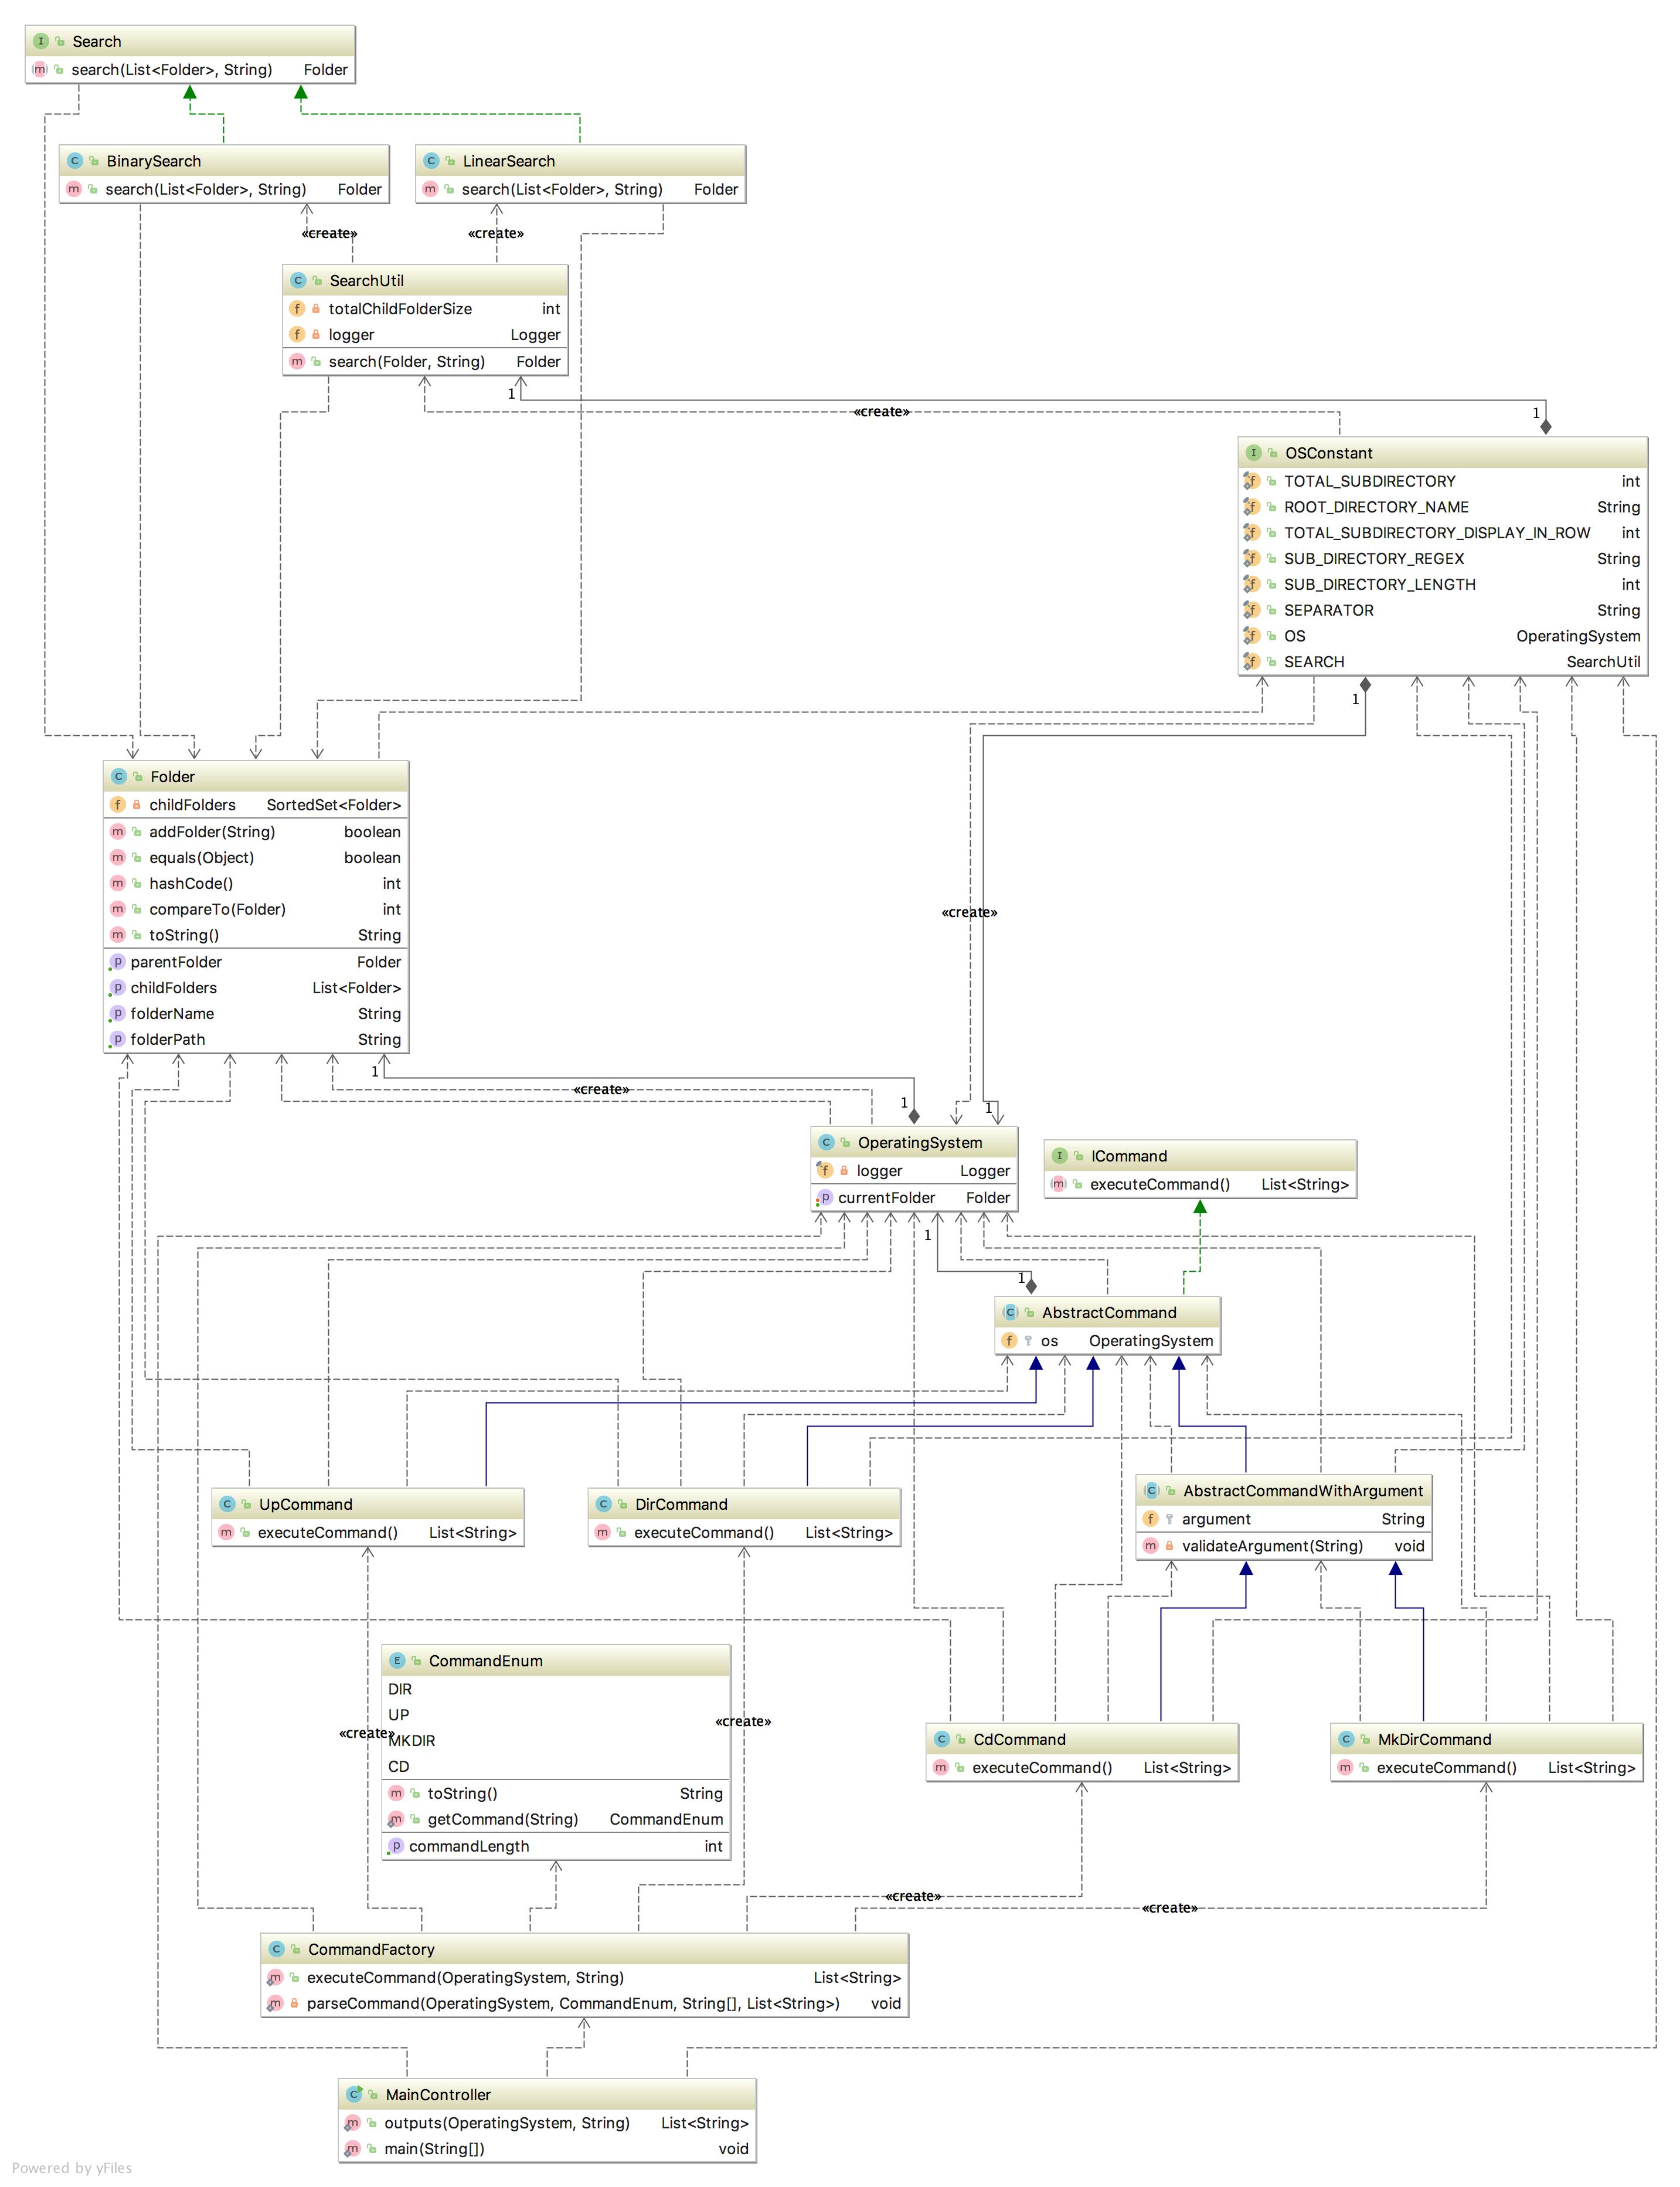 Search
search(List<Folder>, String) Folder
BinarySearch
search(List<Folder>, String) Folder
LinearSearch
search(List<Folder>, String) Folder
«create»
«create»
SearchUtil
totalChildFolderSize int
logger Logger
search(Folder, String) Folder
1
1
«create»
OSConstant
TOTAL_SUBDIRECTORY int
ROOT_DIRECTORY_NAME String
TOTAL_SUBDIRECTORY_DISPLAY_IN_ROW int
SUB_DIRECTORY_REGEX String
SUB_DIRECTORY_LENGTH int
SEPARATOR String
OS OperatingSystem
SEARCH SearchUtil
1
Folder
childFolders SortedSet<Folder>
addFolder(String) boolean
equals(Object) boolean
hashCode() int
compareTo(Folder) int
toString() String
parentFolder Folder
childFolders List<Folder>
folderName String
folderPath String
«create»
1
«create»
1
1
OperatingSystem
logger Logger
currentFolder Folder
ICommand
executeCommand() List<String>
1
1
AbstractCommand
os OperatingSystem
UpCommand
executeCommand() List<String>
DirCommand
executeCommand() List<String>
AbstractCommandWithArgument
argument String
validateArgument(String) void
CommandEnum
DIR
UP
MKDIR
CD
toString() String
getCommand(String) CommandEnum
commandLength int
«create»
«create»
CdCommand
executeCommand() List<String>
MkDirCommand
executeCommand() List<String>
«create»
«create»
CommandFactory
executeCommand(OperatingSystem, String) List<String>
parseCommand(OperatingSystem, CommandEnum, String[], List<String>) void
MainController
outputs(OperatingSystem, String) List<String>
main(String[]) void
Powered by yFiles